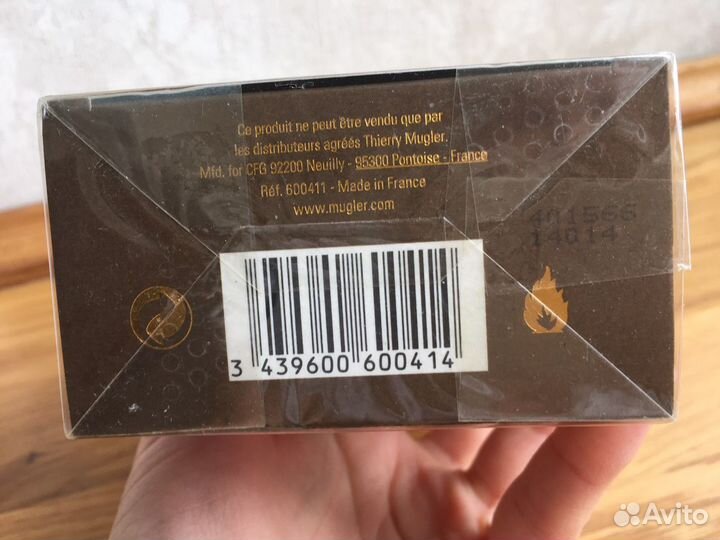 Ce produit ne peut être vendu que par
les distributeurs agréés Thierry Mugler.
Mfd. for CFG 92200 Neuilly - 95300 Pontoise - France
Réf. 600411 - Made in France
www.mugler.com
401566
14014
3 439600 600414
Avito